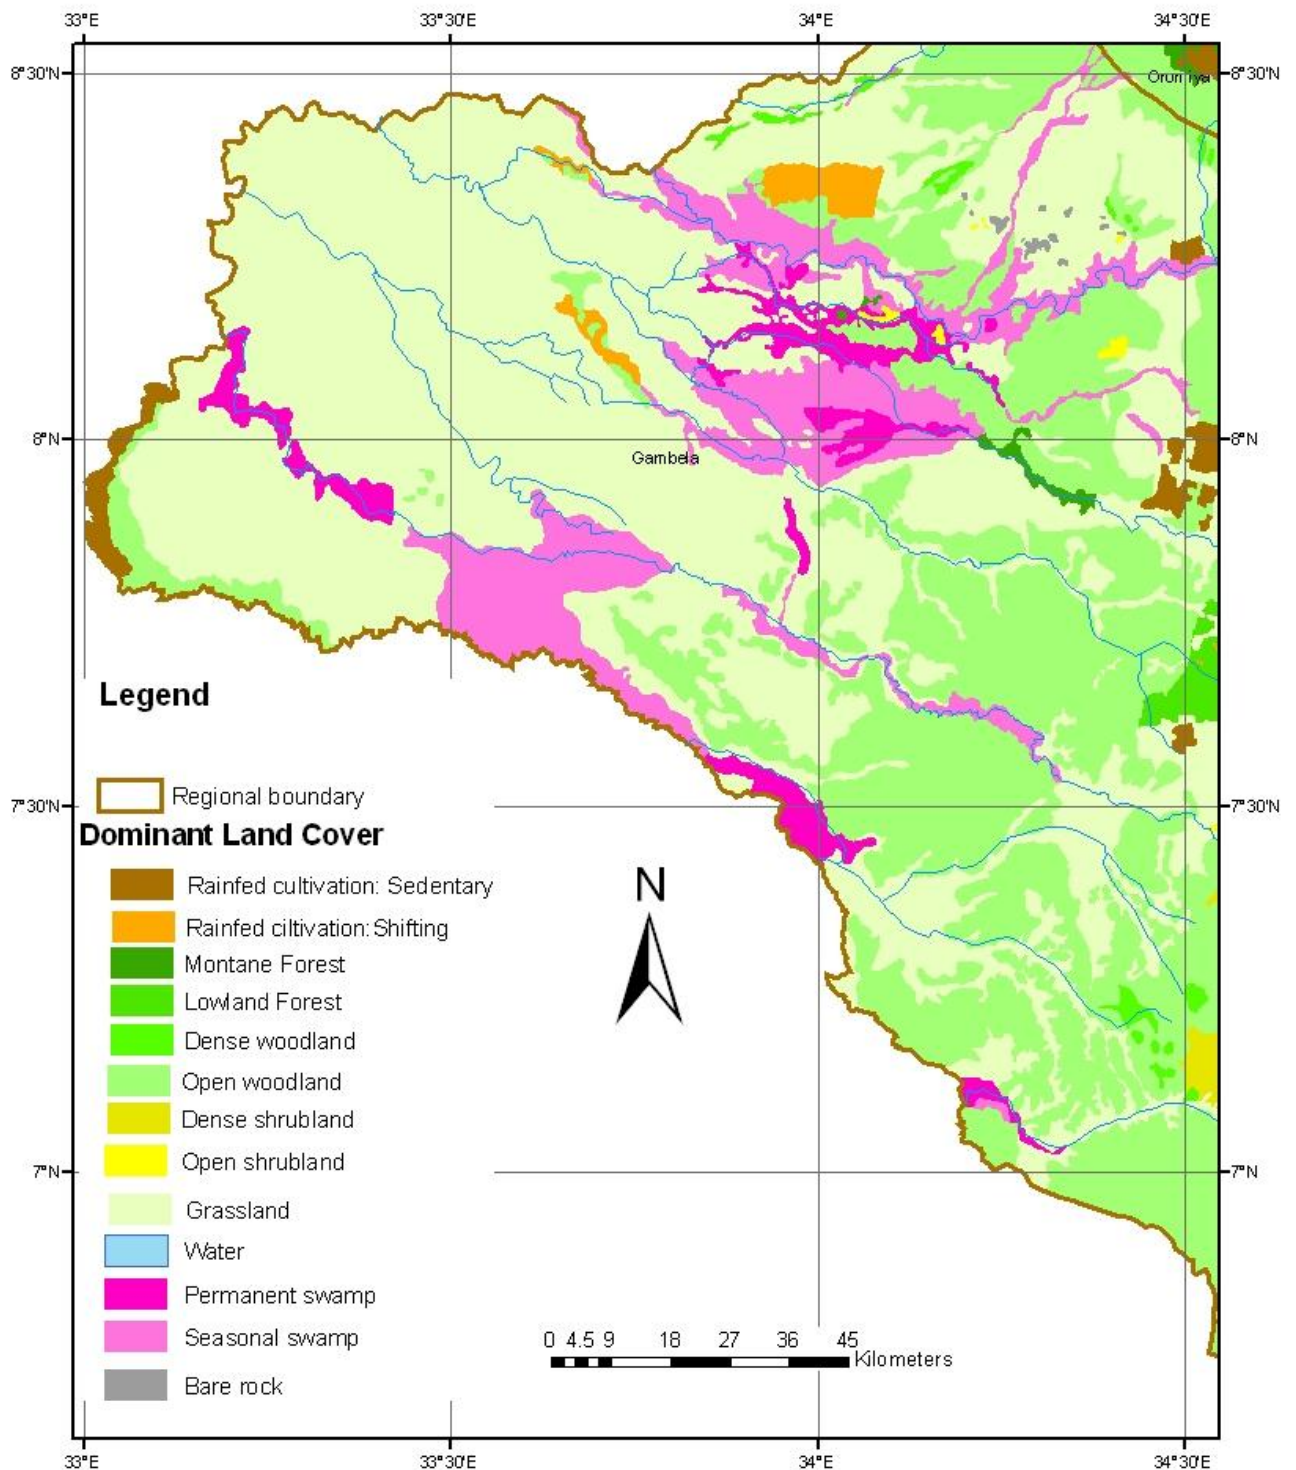 33°E 33°30'E 34°E 34°30'E
8°30'N 8°30'N
Orumiya
8°N 8°N
Gambela
Legend
Regional boundary
7°30'N 7°30'N
Dominant Land Cover
Rainfed cultivation: Sedentary
Rainfed ciltivation: Shifting
N
Montane Forest
Lowland Forest
Dense woodland
Open woodland
Dense shrubland
Open shrubland
7°N 7°N
Grassland
Water
Permanent swamp
Seasonal swamp
0 4.5 9 18 27 36 45
Kilometers
Bare rock
33°E 33°30'E 34°E 34°30'E